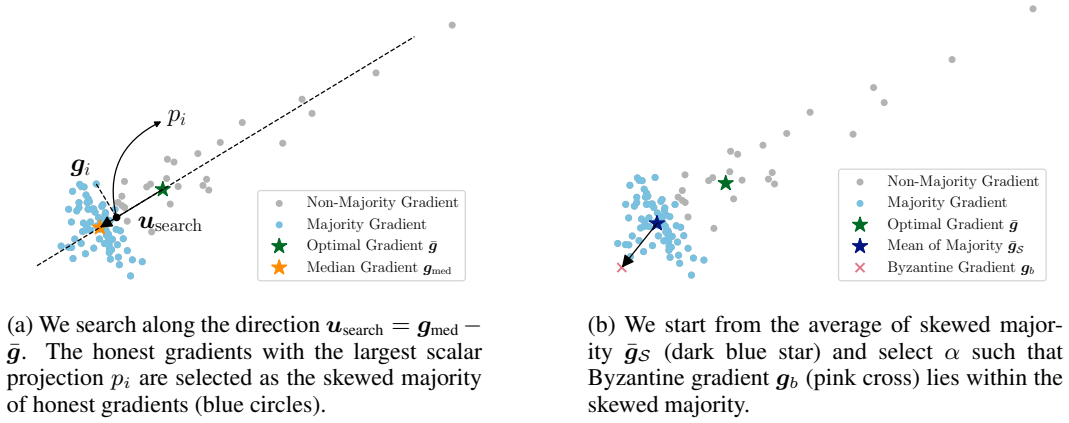 p_i
g_i
u_search
Non-Majority Gradient
Majority Gradient
Optimal Gradient ḡ
Median Gradient g_med
Non-Majority Gradient
Majority Gradient
Optimal Gradient ḡ
Mean of Majority ḡ_S
Byzantine Gradient g_b
(a) We search along the direction u_search = g_med −
ḡ. The honest gradients with the largest scalar
projection p_i are selected as the skewed majority
of honest gradients (blue circles).
(b) We start from the average of skewed major-
ity ḡ_S (dark blue star) and select α such that
Byzantine gradient g_b (pink cross) lies within the
skewed majority.